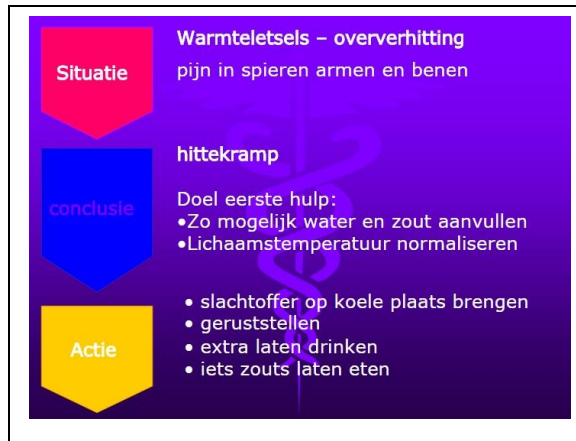 Warmteletsels – oververhitting
Situatie
pijn in spieren armen en benen
hittekramp
conclusie
Doel eerste hulp:
•Zo mogelijk water en zout aanvullen
•Lichaamstemperatuur normaliseren
Actie
• slachtoffer op koele plaats brengen
• geruststellen
• extra laten drinken
• iets zouts laten eten